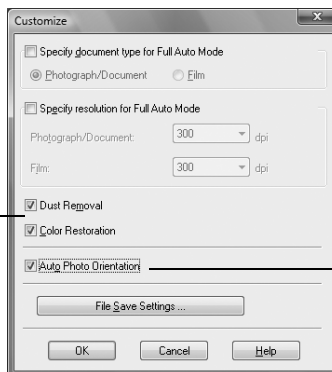 Customize
Specify document type for Full Auto Mode
Photograph/Document Film
Specify resolution for Full Auto Mode
Photograph/Document: 300 dpi
Film: 300 dpi
Dust Removal
Color Restoration
Auto Photo Orientation
File Save Settings ...
OK Cancel Help